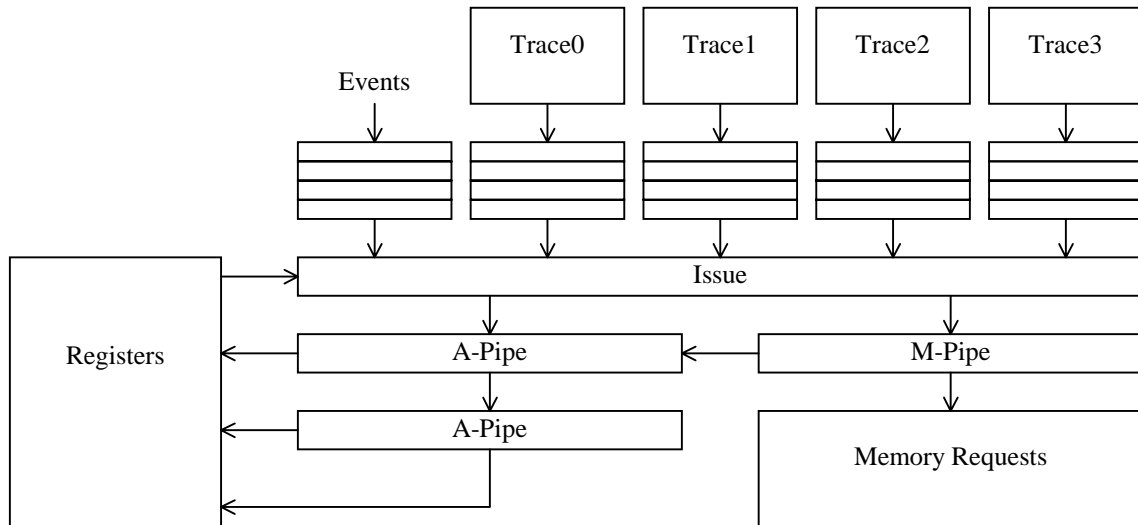 Trace0
Trace1
Trace2
Trace3
Events
Issue
Registers
A-Pipe
M-Pipe
A-Pipe
Memory Requests